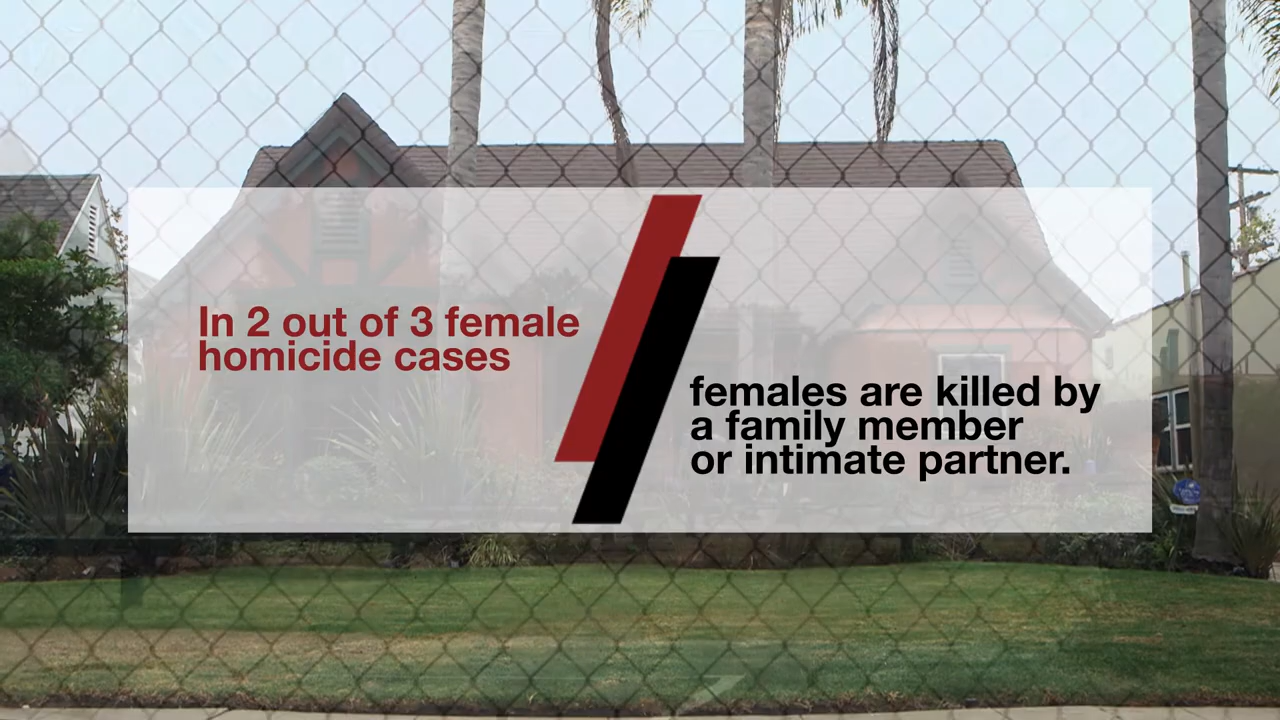 In 2 out of 3 female
homicide cases
females are killed by
a family member
or intimate partner.